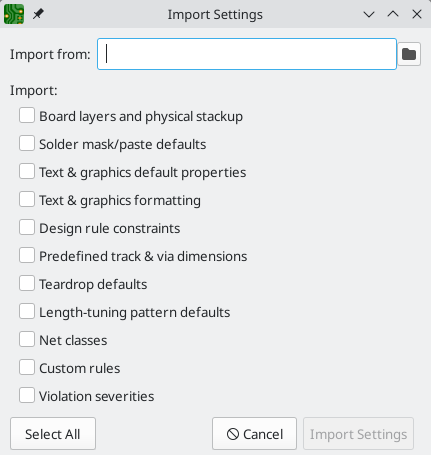 Import Settings
Import from:
Import:
Board layers and physical stackup
Solder mask/paste defaults
Text & graphics default properties
Text & graphics formatting
Design rule constraints
Predefined track & via dimensions
Teardrop defaults
Length-tuning pattern defaults
Net classes
Custom rules
Violation severities
Select All Cancel Import Settings